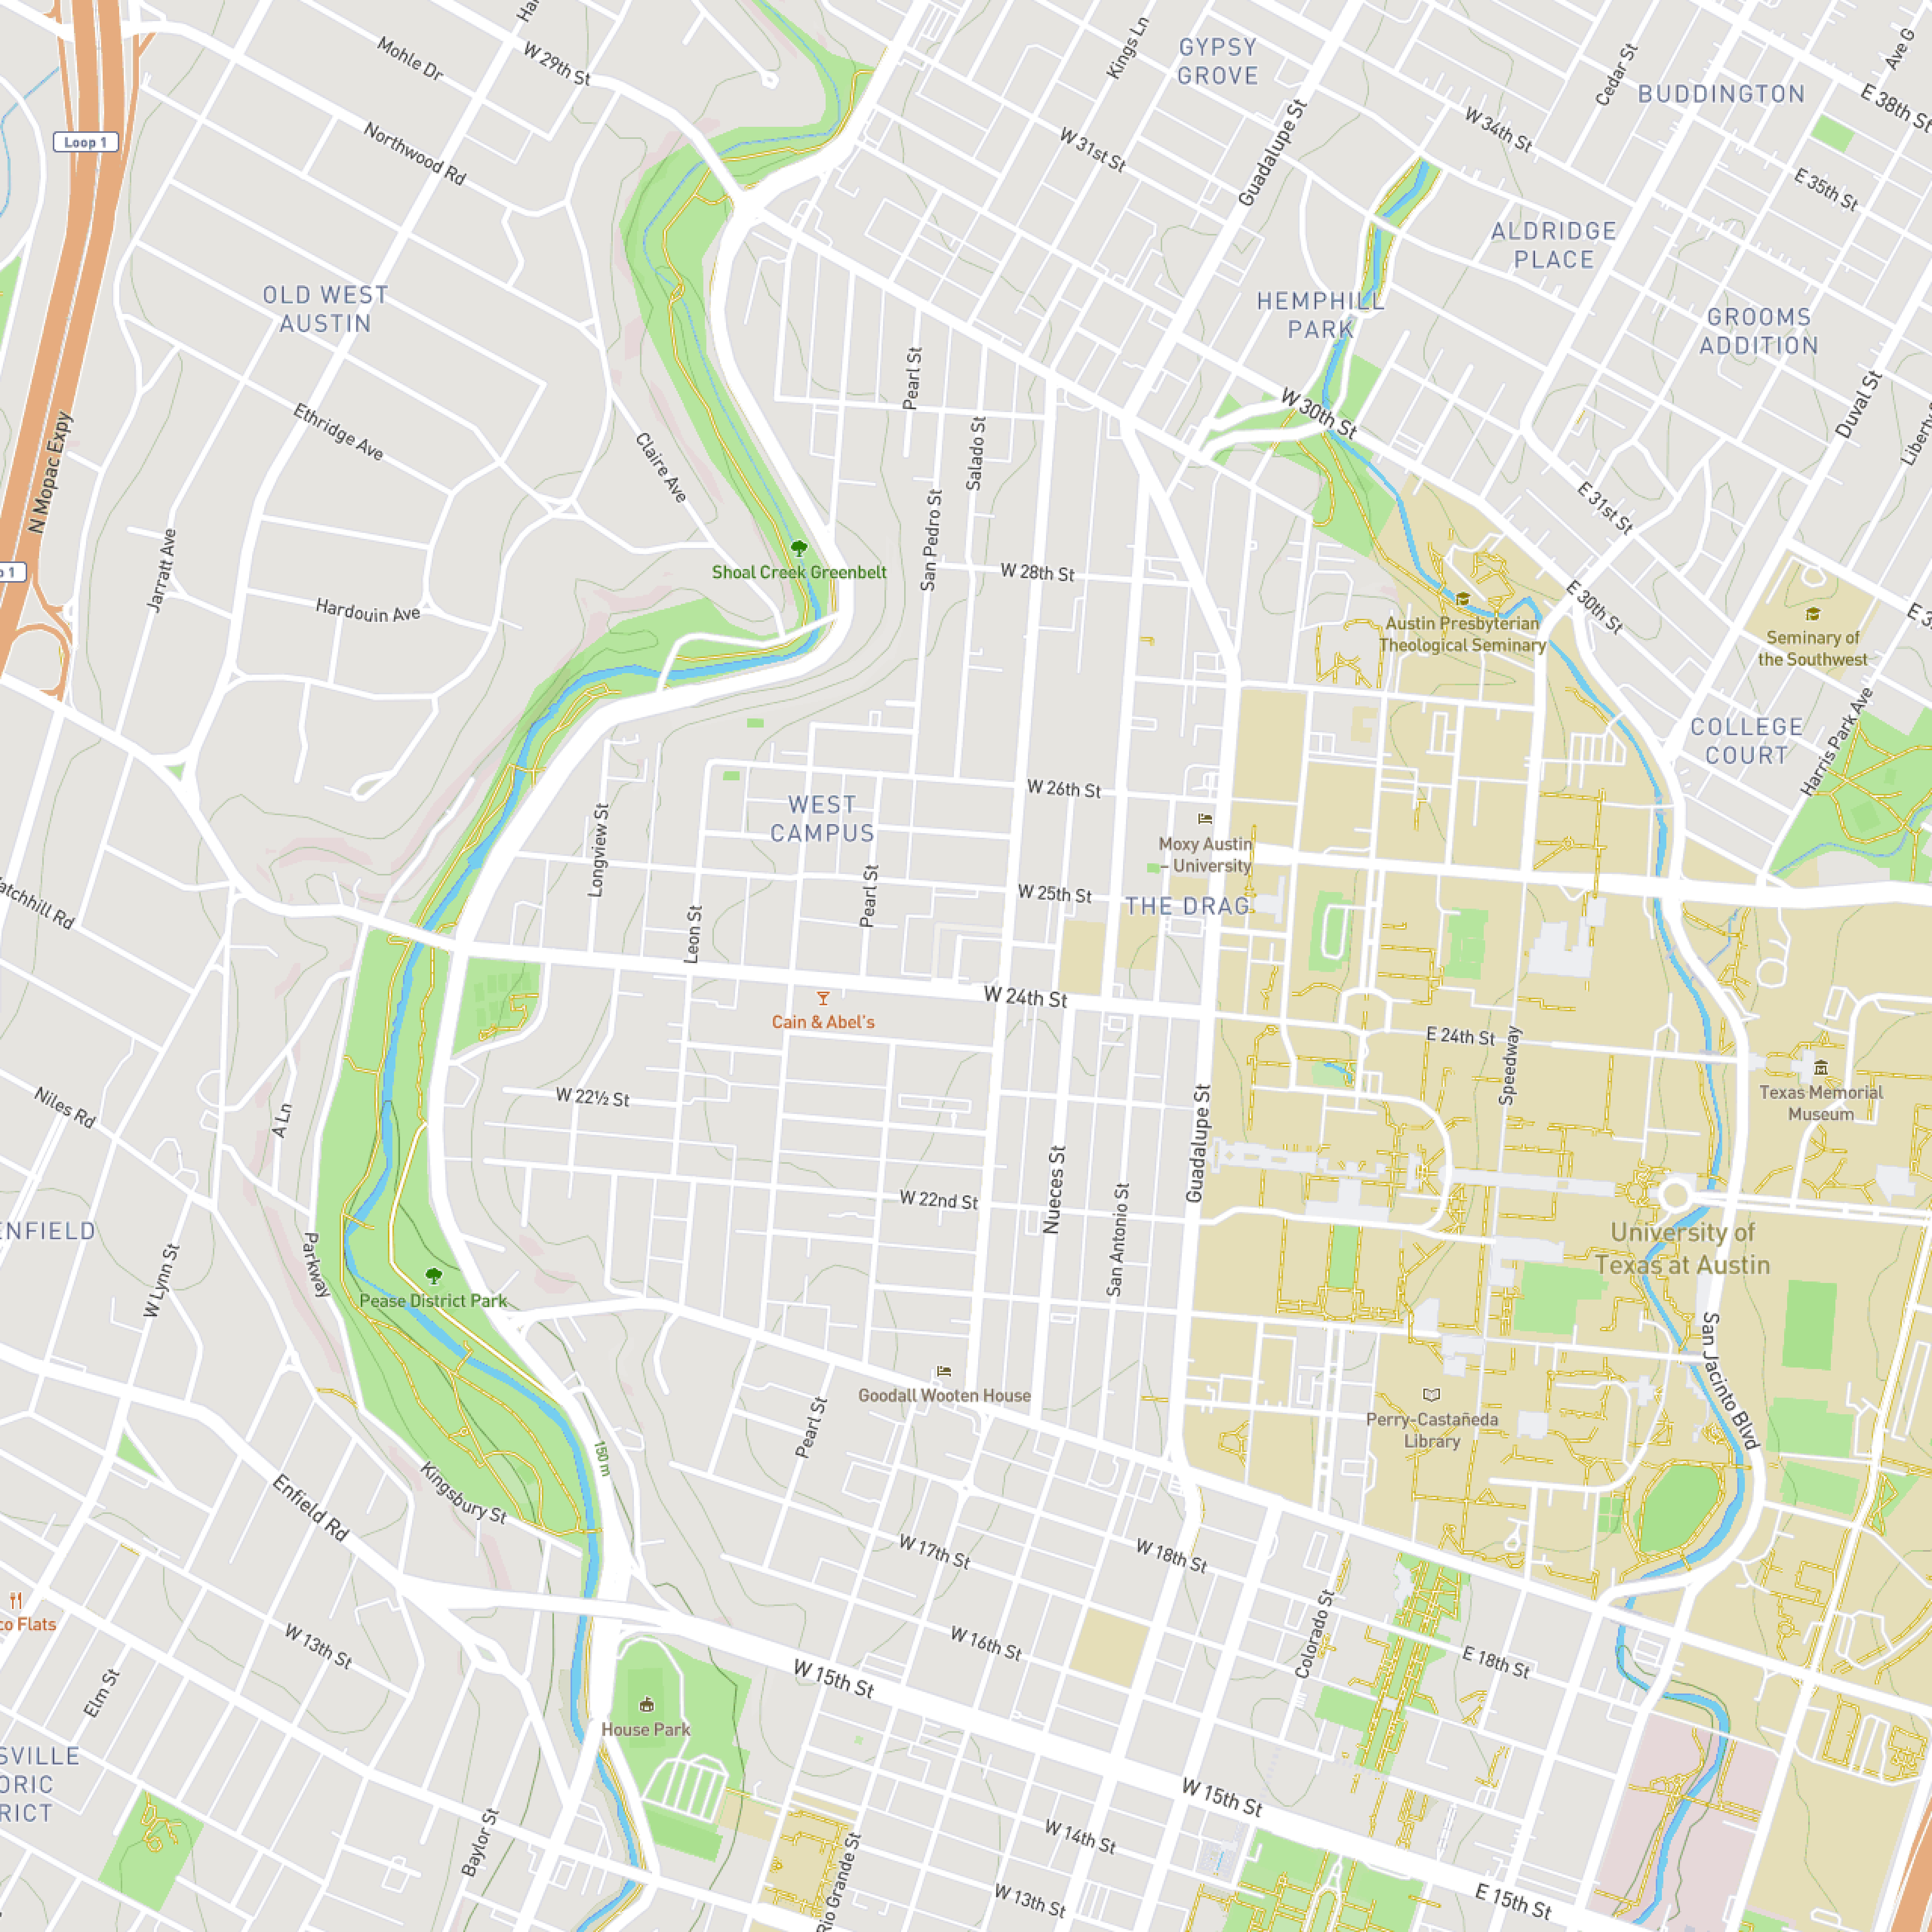 Mohle Dr
W 29th St
Kings Ln
GYPSY
GROVE
Cedar St
Ave G
BUDDINGTON
E 38th St
Loop 1
Northwood Rd
W 31st St
Guadalupe St
W 34th St
E 35th St
ALDRIDGE
PLACE
OLD WEST
AUSTIN
HEMPHILL
PARK
GROOMS
ADDITION
Pearl St
Duval St
Ethridge Ave
W 30th St
Claire Ave
Salado St
N Mopac Expy
San Pedro St
E 31st St
Jarratt Ave
Shoal Creek Greenbelt
W 28th St
Hardouin Ave
E 30th St
Austin Presbyterian
Theological Seminary
Seminary of
the Southwest
COLLEGE
COURT
Harris Park Ave
W 26th St
WEST
CAMPUS
Longview St
Moxy Austin
– University
Pearl St
W 25th St
THE DRAG
Leon St
W 24th St
Cain & Abel's
E 24th St
Speedway
Texas Memorial
Museum
W 22½ St
Niles Rd
A Ln
Guadalupe St
Nueces St
W 22nd St
San Antonio St
ENFIELD
University of
Texas at Austin
W Lynn St
Parkway
Pease District Park
San Jacinto Blvd
Goodall Wooten House
Perry-Castañeda
Library
Pearl St
150 m
Kingsbury St
Enfield Rd
W 17th St
W 18th St
Colorado St
co Flats
W 13th St
W 16th St
E 18th St
W 15th St
Elm St
House Park
SVILLE
ORIC
RICT
W 15th St
W 14th St
Baylor St
Rio Grande St
W 13th St
E 15th St